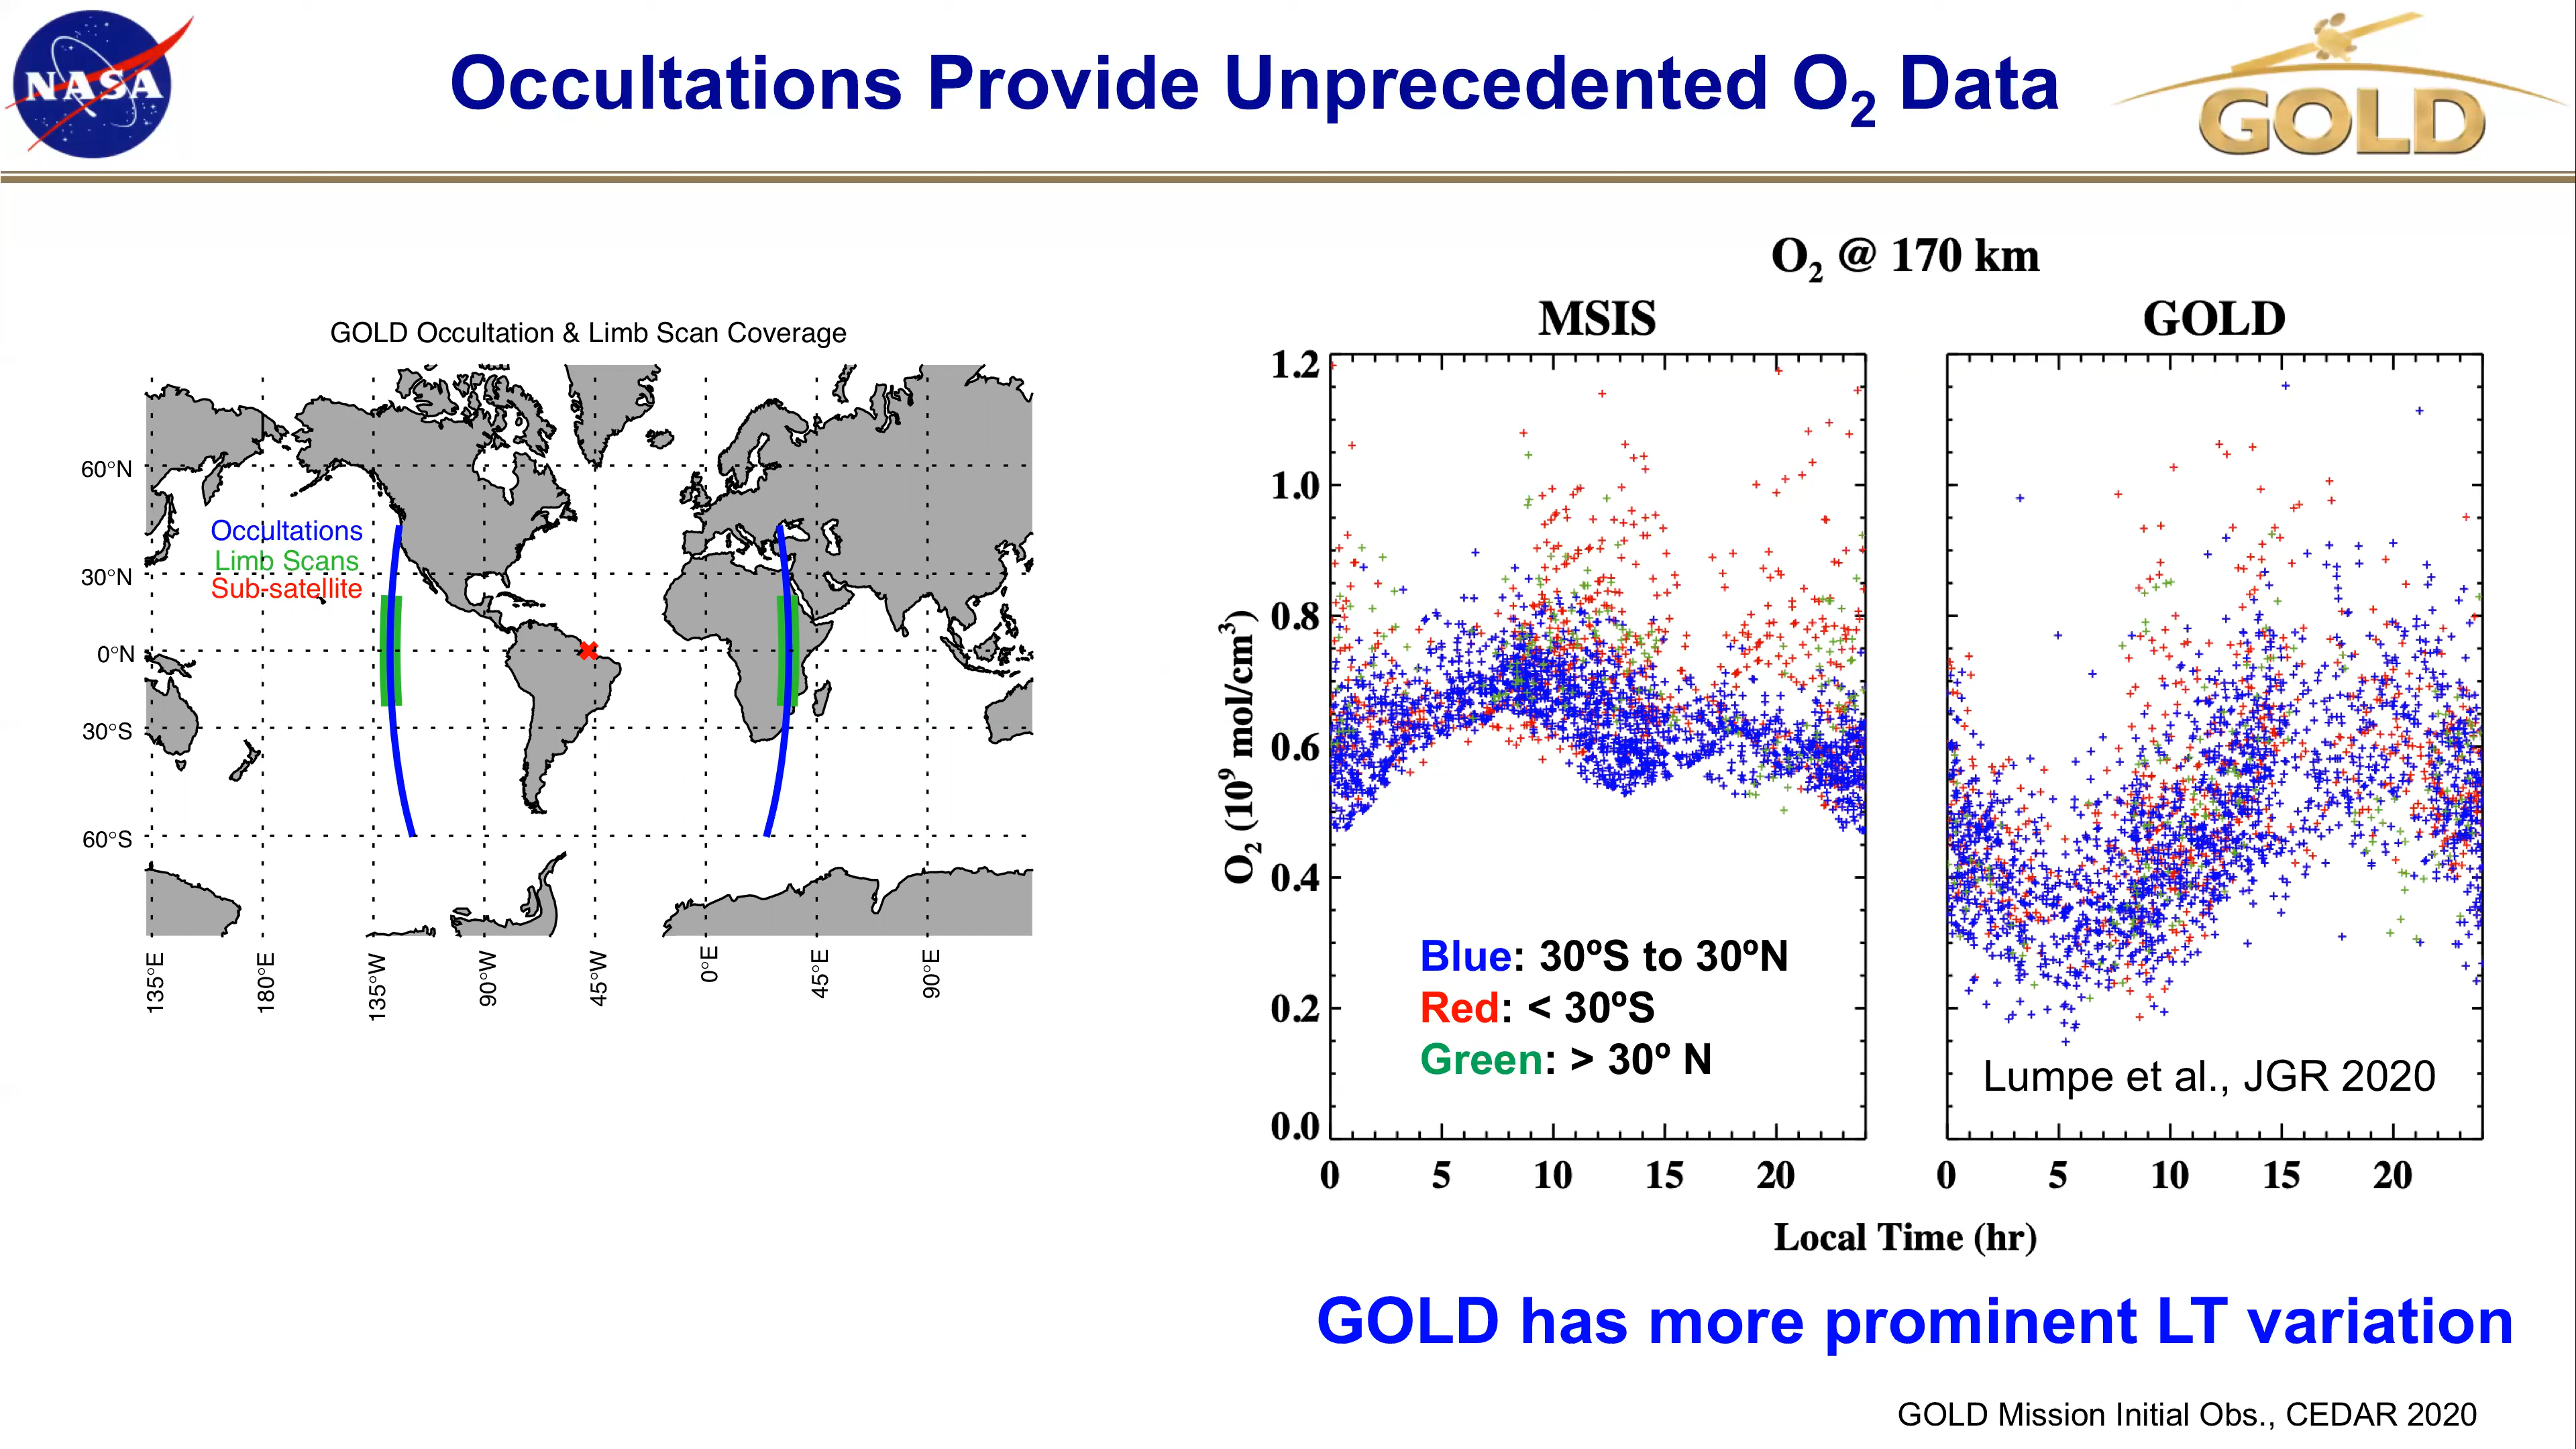 NASA
Occultations Provide Unprecedented O₂ Data
GOLD
GOLD Occultation & Limb Scan Coverage
60°N
30°N
0°N
30°S
60°S
Occultations
Limb Scans
Sub-satellite
135°E
180°E
135°W
90°W
45°W
0°E
45°E
90°E
O₂ @ 170 km
MSIS
GOLD
O₂ (10⁹ mol/cm³)
1.2
1.0
0.8
0.6
0.4
0.2
0.0
Blue: 30ºS to 30ºN
Red: < 30ºS
Green: > 30º N
Lumpe et al., JGR 2020
0 5 10 15 20
0 5 10 15 20
Local Time (hr)
GOLD has more prominent LT variation
GOLD Mission Initial Obs., CEDAR 2020